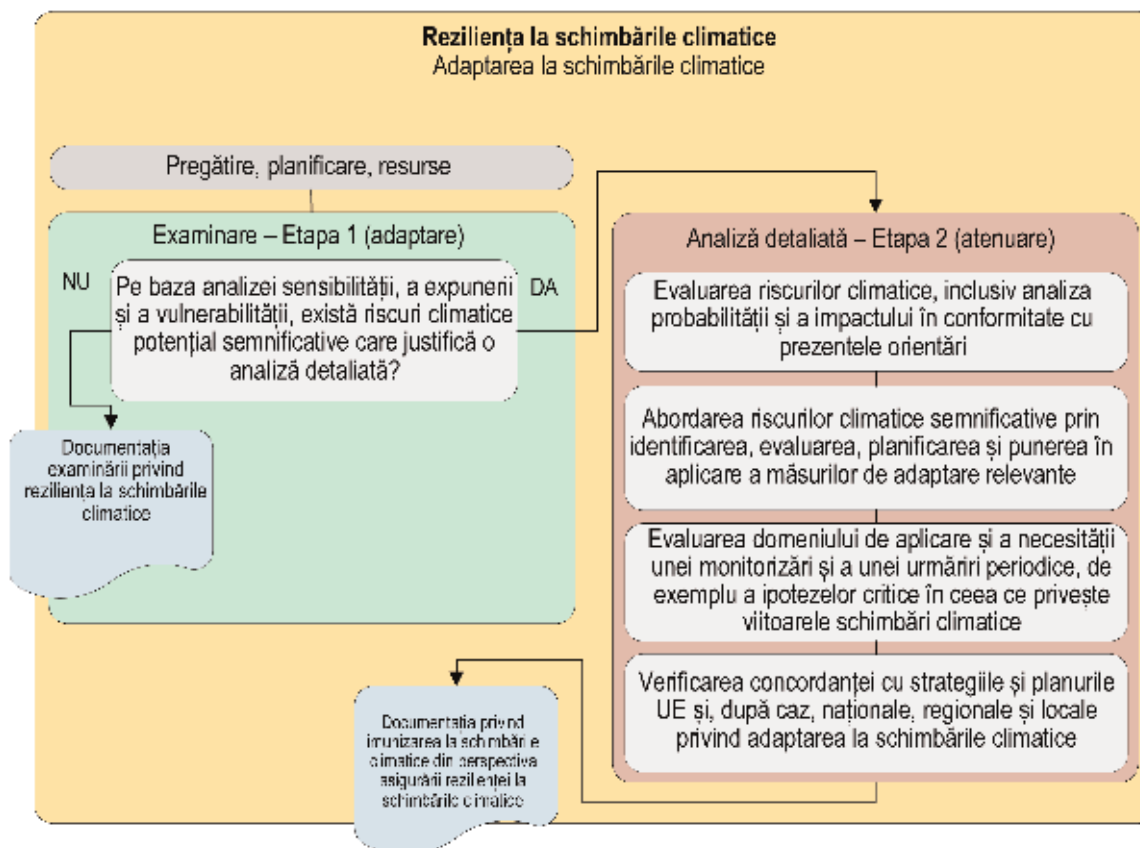 Reziliența la schimbările climatice
Adaptarea la schimbările climatice
Pregătire, planificare, resurse
Examinare – Etapa 1 (adaptare)
NU
Pe baza analizei sensibilității, a expunerii
și a vulnerabilității, există riscuri climatice
potențial semnificative care justifică o
analiză detaliată?
DA
Documentația
examinării privind
reziliența la schimbările
climatice
Analiză detaliată – Etapa 2 (atenuare)
Evaluarea riscurilor climatice, inclusiv analiza
probabilității și a impactului în conformitate cu
prezentele orientări
Abordarea riscurilor climatice semnificative prin
identificarea, evaluarea, planificarea și punerea în
aplicare a măsurilor de adaptare relevante
Evaluarea domeniului de aplicare și a necesității
unei monitorizări și a unei urmăriri periodice, de
exemplu a ipotezelor critice în ceea ce privește
viitoarele schimbări climatice
Verificarea concordanței cu strategiile și planurile
UE și, după caz, naționale, regionale și locale
privind adaptarea la schimbările climatice
Documentația privind
imunizarea la schimbări e
climatice din perspectiva
asigurării rezilienței la
schimbările climatice